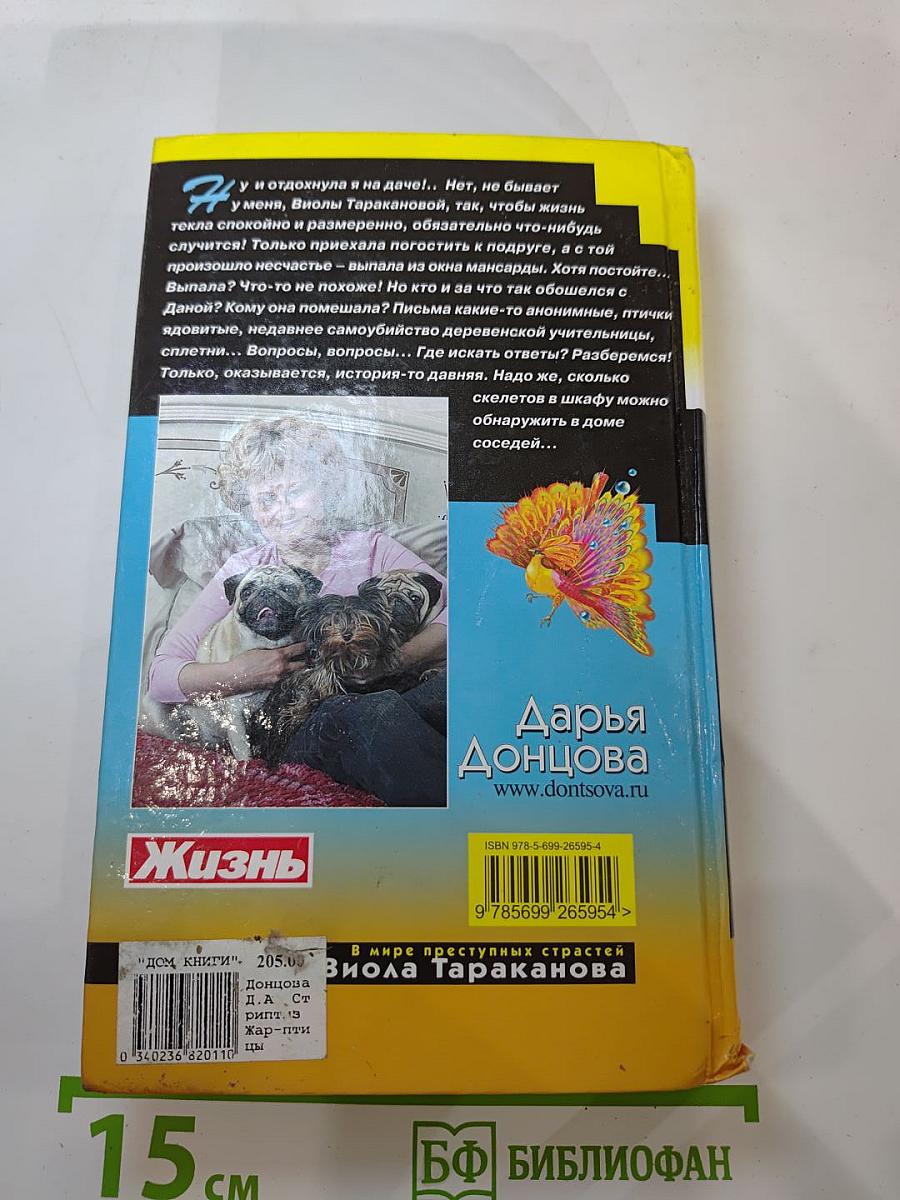 Ну и отдохнула я на даче!.. Нет, не бывает
у меня, Виолы Таракановой, так, чтобы жизнь
текла спокойно и размеренно, обязательно что-нибудь
случится! Только приехала погостить к подруге, а с той
произошло несчастье – выпала из окна мансарды. Хотя постойте...
Выпала? Что-то не похоже! Но кто и за что так обошелся с
Даной? Кому она помешала? Письма какие-то анонимные, птички
ядовитые, недавнее самоубийство деревенской учительницы,
сплетни... Вопросы, вопросы... Где искать ответы? Разберемся!
Только, оказывается, история-то давняя. Надо же, сколько
скелетов в шкафу можно
обнаружить в доме
соседей...
Дарья
Донцова
www.dontsova.ru
Жизнь
ISBN 978-5-699-26595-4
9 785699 265954 >
В мире преступных страстей
Виола Тараканова
"ДОМ КНИГИ" 205.00
Донцова
Д.А Ст
риптиз
Жар-пти
цы
0 340236 820110
15 см
БФ БИБЛИОФАН